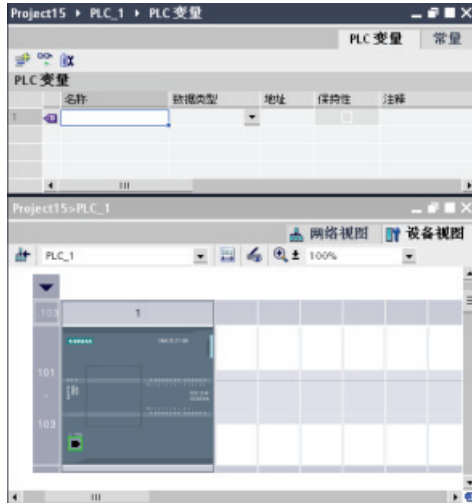 Project15 ▸ PLC_1 ▸ PLC 变量
PLC 变量 常量
PLC 变量
名称 数据类型 地址 保持性 注释
1
Project15>PLC_1
网络视图 设备视图
PLC_1 100%
103 1
SIEMENS
101
-
103